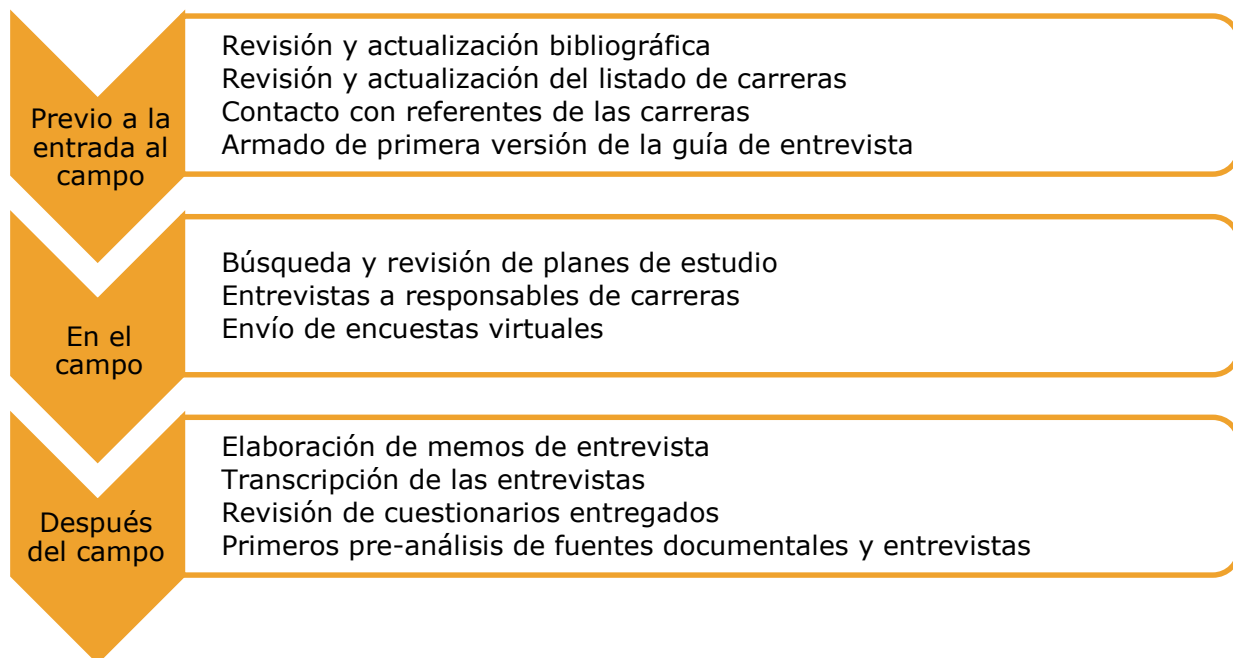 Previo a la
entrada al
campo
Revisión y actualización bibliográfica
Revisión y actualización del listado de carreras
Contacto con referentes de las carreras
Armado de primera versión de la guía de entrevista
En el
campo
Búsqueda y revisión de planes de estudio
Entrevistas a responsables de carreras
Envío de encuestas virtuales
Después
del campo
Elaboración de memos de entrevista
Transcripción de las entrevistas
Revisión de cuestionarios entregados
Primeros pre-análisis de fuentes documentales y entrevistas